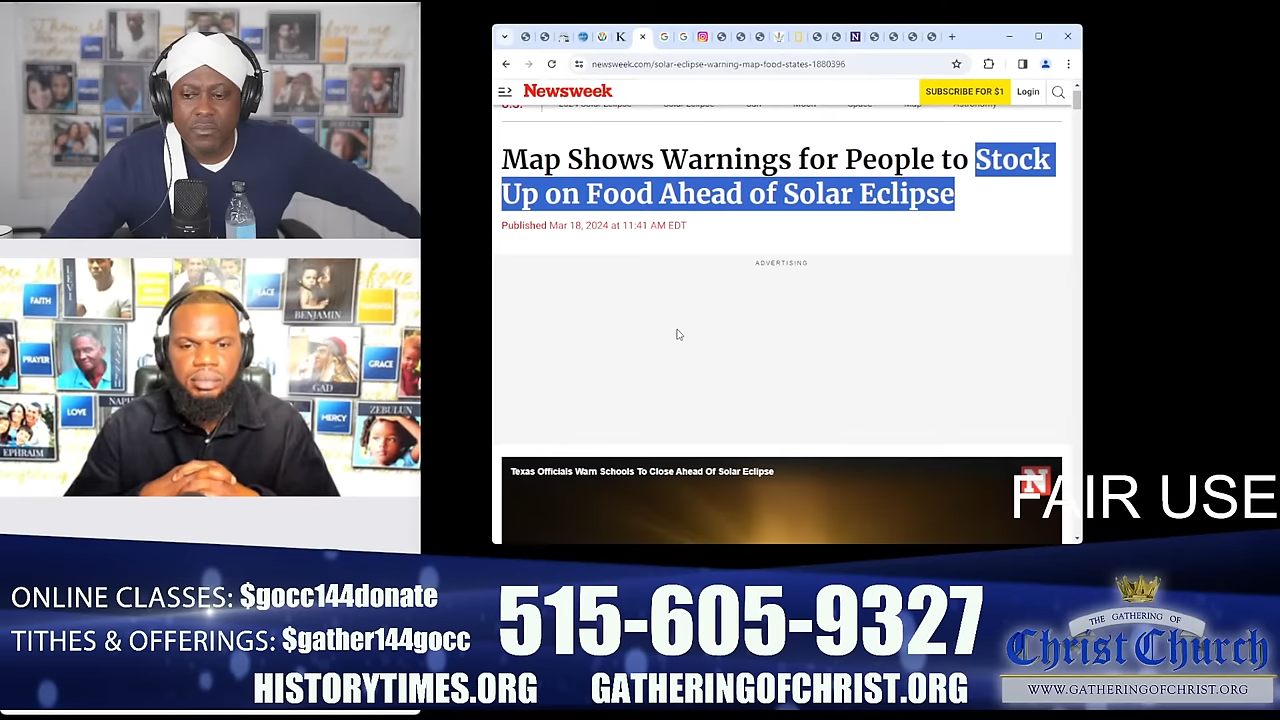 newsweek.com/solar-eclipse-warning-map-food-states-1880396
Newsweek
SUBSCRIBE FOR $1
Login
Map Shows Warnings for People to Stock
Up on Food Ahead of Solar Eclipse
Published Mar 18, 2024 at 11:41 AM EDT
ADVERTISING
Texas Officials Warn Schools To Close Ahead Of Solar Eclipse
N
FAIR USE
LEVI
FAITH
PEACE
BENJAMIN
PRAYER
MANASSEH
GRACE
GAD
LOVE
NAPH
MERCY
ZEBULUN
EPHRAIM
ONLINE CLASSES: $gocc144donate
TITHES & OFFERINGS: $gather144gocc
515-605-9327
HISTORYTIMES.ORG
GATHERINGOFCHRIST.ORG
THE GATHERING OF
Christ Church
WWW.GATHERINGOFCHRIST.ORG